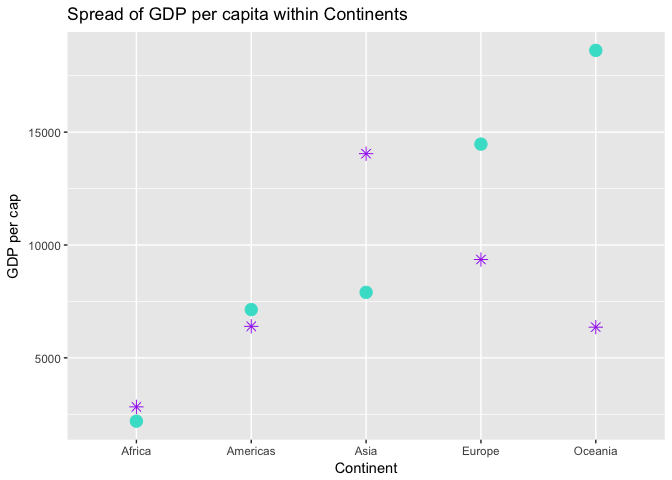 Spread of GDP per capita within Continents
GDP per cap
15000
10000
5000
Africa Americas Asia Europe Oceania
Continent